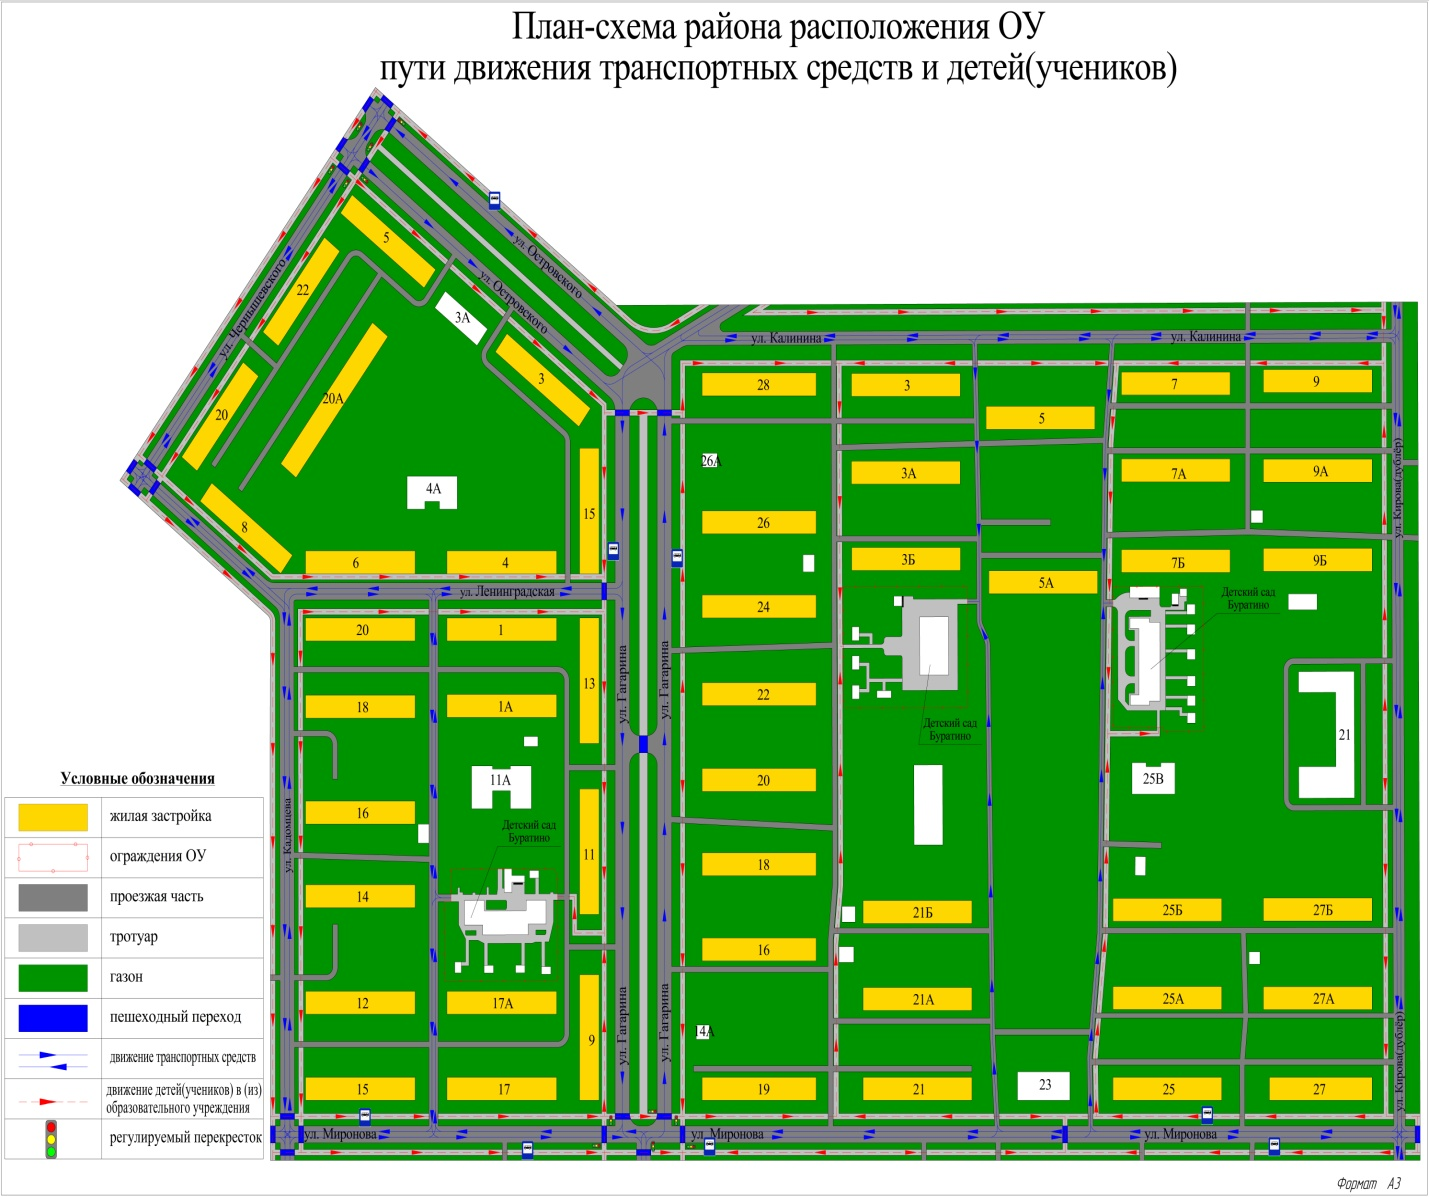 План-схема района расположения ОУ
пути движения транспортных средств и детей(учеников)
ул. Чернышевского
ул. Островского
ул. Островского
ул. Калинина
ул. Калинина
5
22
3А
3
20А
20
4А
8
6
4
15
ул. Ленинградская
28
3
5
7
9
26А
3А
7А
9А
26
3Б
5А
7Б
9Б
ул. Кирова(дублёр)
24
Детский сад
Буратино
20
1
13
ул. Гагарина
ул. Гагарина
18
1А
22
Детский сад
Буратино
21
11А
20
25В
16
Детский сад
Буратино
11
18
ул. Кадомцева
14
21Б
25Б
27Б
16
12
17А
21А
25А
27А
14А
9
ул. Гагарина
ул. Гагарина
ул. Кирова(дублёр)
15
17
19
21
23
25
27
ул. Миронова
ул. Миронова
ул. Миронова
Условные обозначения
жилая застройка
ограждения ОУ
проезжая часть
тротуар
газон
пешеходный переход
движение транспортных средств
движение детей(учеников) в (из)
образовательного учреждения
регулируемый перекресток
Формат А3